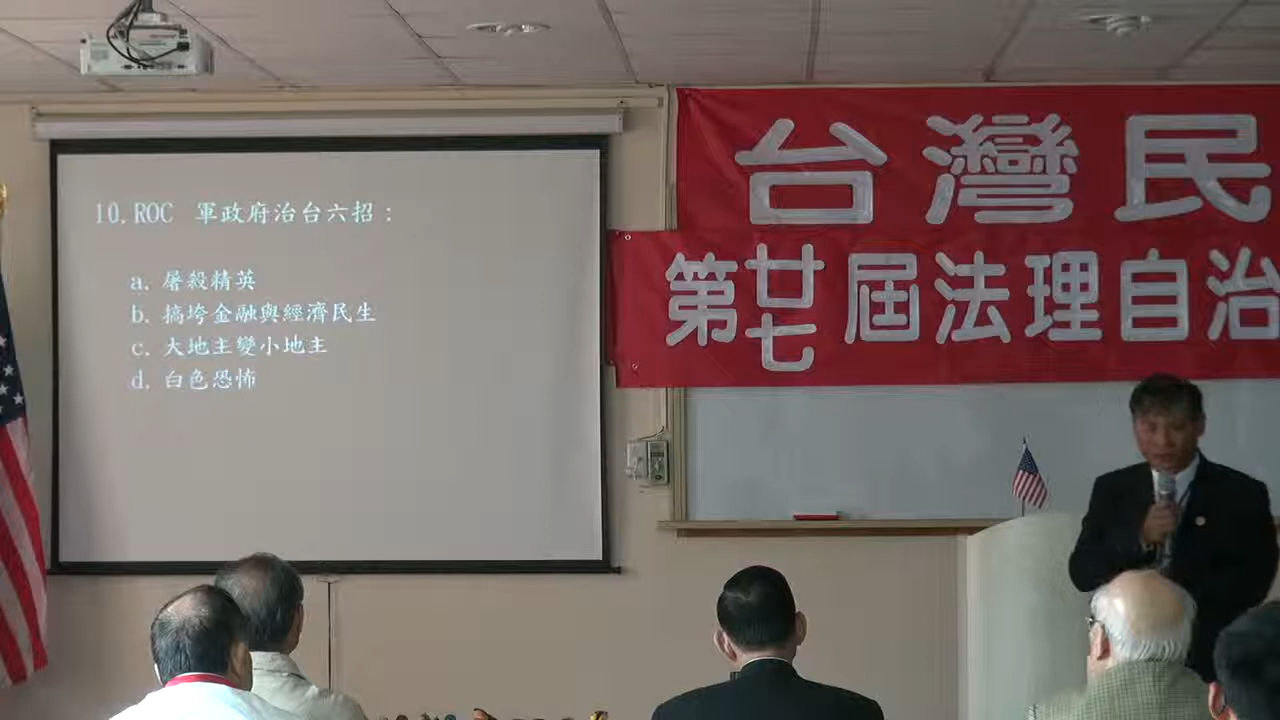 10.ROC 軍政府治台六招：
a. 屠殺精英
b. 搞垮金融與經濟民生
c. 大地主變小地主
d. 白色恐怖
台灣民
第廿七屆法理自治